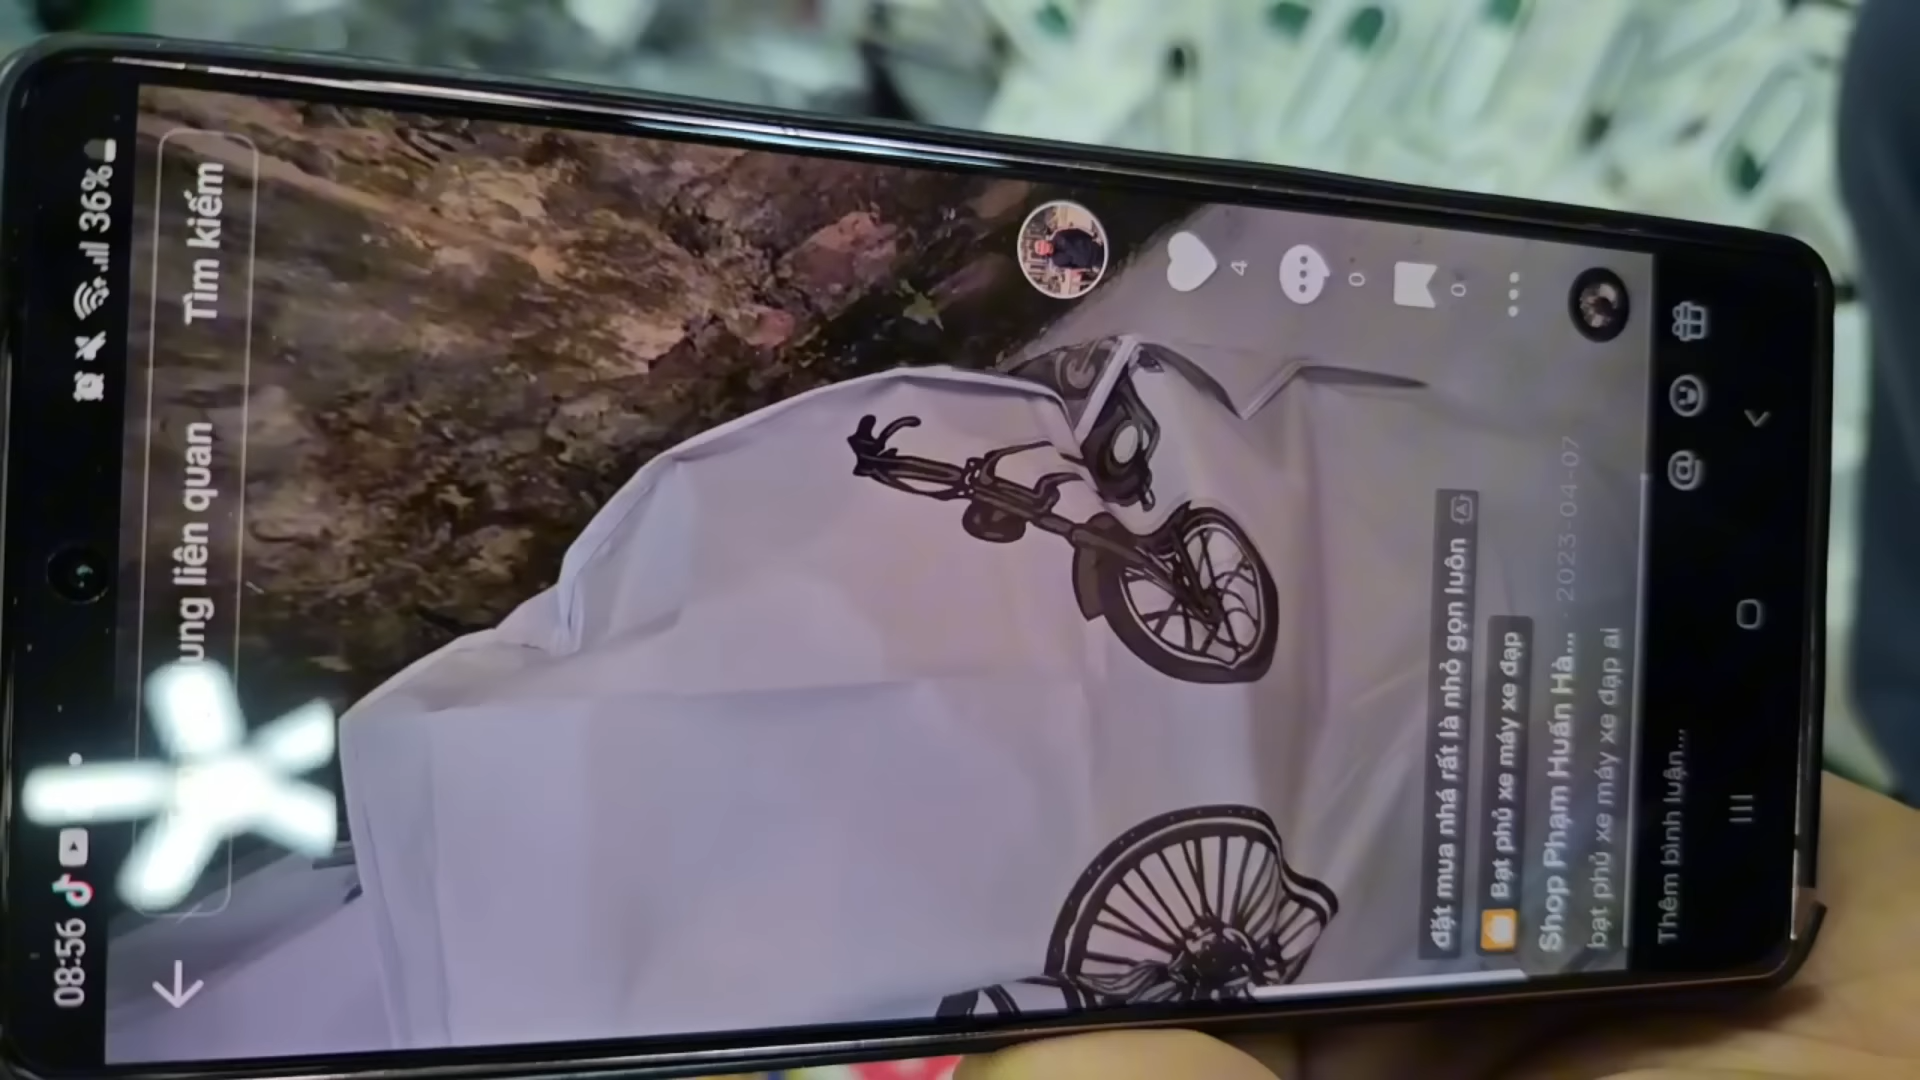 08:56
36%
ung liên quan
Tìm kiếm
4
0
0
đặt mua nhá rất là nhỏ gọn luôn
Bạt phủ xe máy xe đạp
Shop Phạm Huấn Hà... · 2023-04-07
bạt phủ xe máy xe đạp ai
Thêm bình luận...